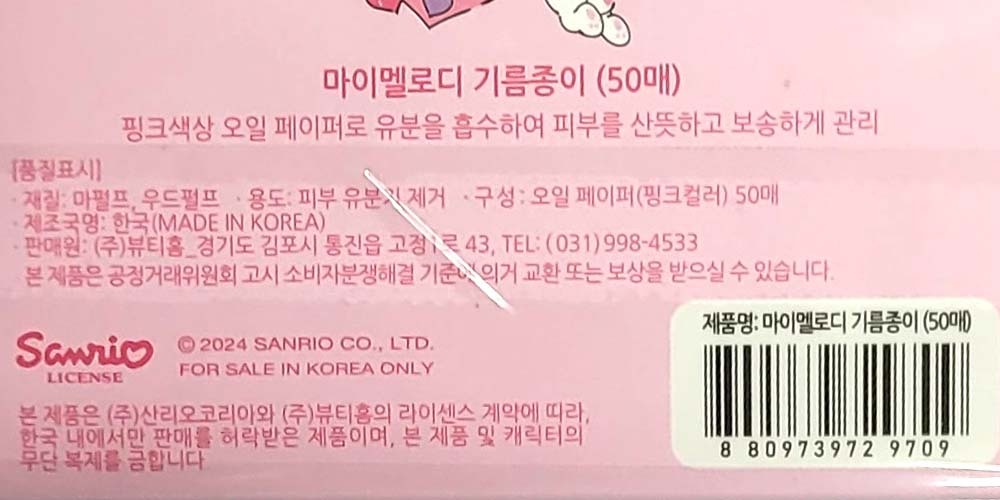 마이멜로디 기름종이 (50매)
핑크색상 오일 페이퍼로 유분을 흡수하여 피부를 산뜻하고 보송하게 관리
[품질표시]
· 재질: 마펄프, 우드펄프 · 용도: 피부 유분기 제거 · 구성: 오일 페이퍼(핑크컬러) 50매
· 제조국명: 한국(MADE IN KOREA)
· 판매원: (주)뷰티홈_경기도 김포시 통진읍 43, TEL:(031)998-4533
본 제품은 공정거래위원회 고시 소비자분쟁해결 기준에 의거 교환 또는 보상을 받으실 수 있습니다.
제품명: 마이멜로디 기름종이 (50매)
8 809739729709
Sanrio
LICENSE
© 2024 SANRIO CO., LTD.
FOR SALE IN KOREA ONLY
본 제품은 (주)산리오코리아와 (주)뷰티홈의 라이센스 계약에 따라,
한국 내에서만 판매를 허락받은 제품이며, 본 제품 및 캐릭터의
무단 복제를 금합니다